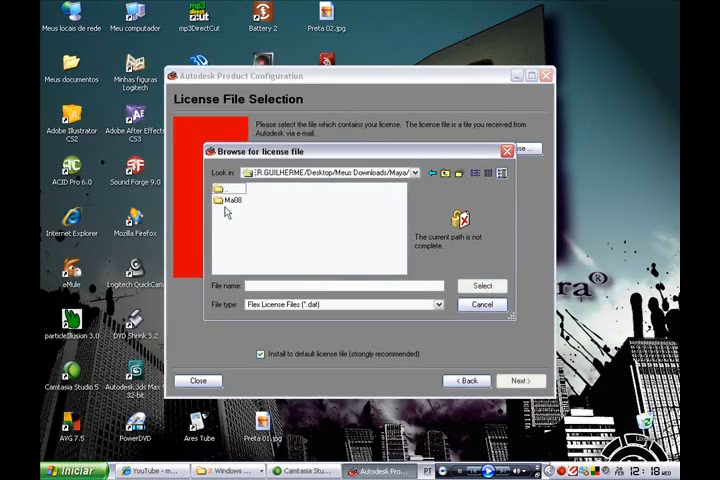 Meus locais de rede
Meu computador
mp3DirectCut
Battery 2
Preta 02.jpg
Autodesk Product Configuration
License File Selection
Please select the file which contains your license. The license file is a file you received from
Autodesk via e-mail.
Browse for license file
Look in:
ER.GUILHERME/Desktop/Meus Downloads/Maya/
..
Ma08
The current path is not
complete.
File name:
Select
File type:
Flex License Files (*.dat)
Cancel
Install to default license file (strongly recommended)
Close
< Back
Next >
Meus documentos
Minhas figuras
Logitech
Adobe Illustrator
CS2
Adobe After Effects
CS3
ACID Pro 6.0
Sound Forge 9.0
Internet Explorer
Mozilla Firefox
eMule
Logitech QuickCam
particleIllusion 3.0
DVD Shrink 3.2
Camtasia Studio 5
Autodesk 3ds Max 9
32-bit
AVG 7.5
PowerDVD
Ares Tube
Preta 01.jpg
Iniciar
YouTube - m...
2 Windows ...
Camtasia Stu...
Autodesk Pro...
PT
20
FEB
12:18 WED